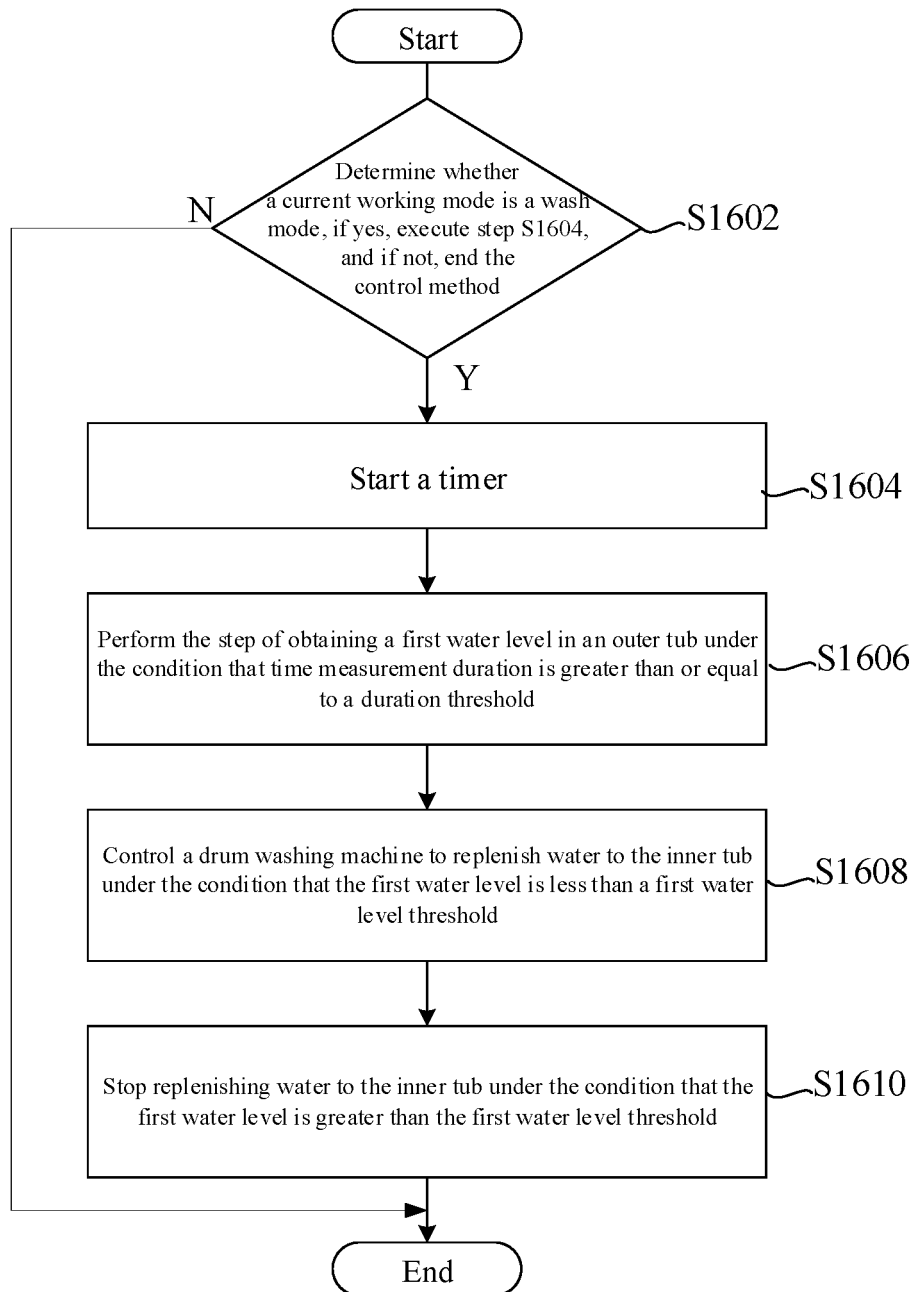 Start
Determine whether
a current working mode is a wash
mode, if yes, execute step S1604,
and if not, end the
control method
N
S1602
Y
Start a timer
S1604
Perform the step of obtaining a first water level in an outer tub under
the condition that time measurement duration is greater than or equal
to a duration threshold
S1606
Control a drum washing machine to replenish water to the inner tub
under the condition that the first water level is less than a first water
level threshold
S1608
Stop replenishing water to the inner tub under the condition that the
first water level is greater than the first water level threshold
S1610
End